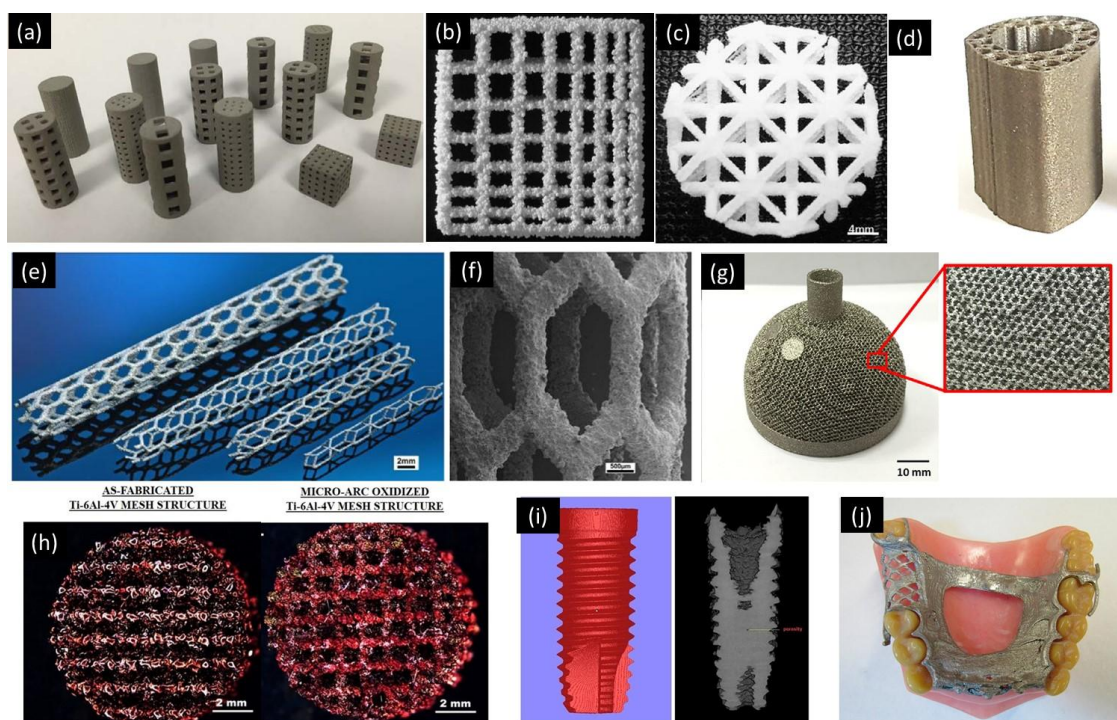 (a)
(b)
(c)
4mm
(d)
(e)
2mm
(f)
500µm
(g)
10 mm
AS-FABRICATED
Ti-6Al-4V MESH STRUCTURE
MICRO-ARC OXIDIZED
Ti-6Al-4V MESH STRUCTURE
(h)
2 mm
2 mm
(i)
porosity
(j)